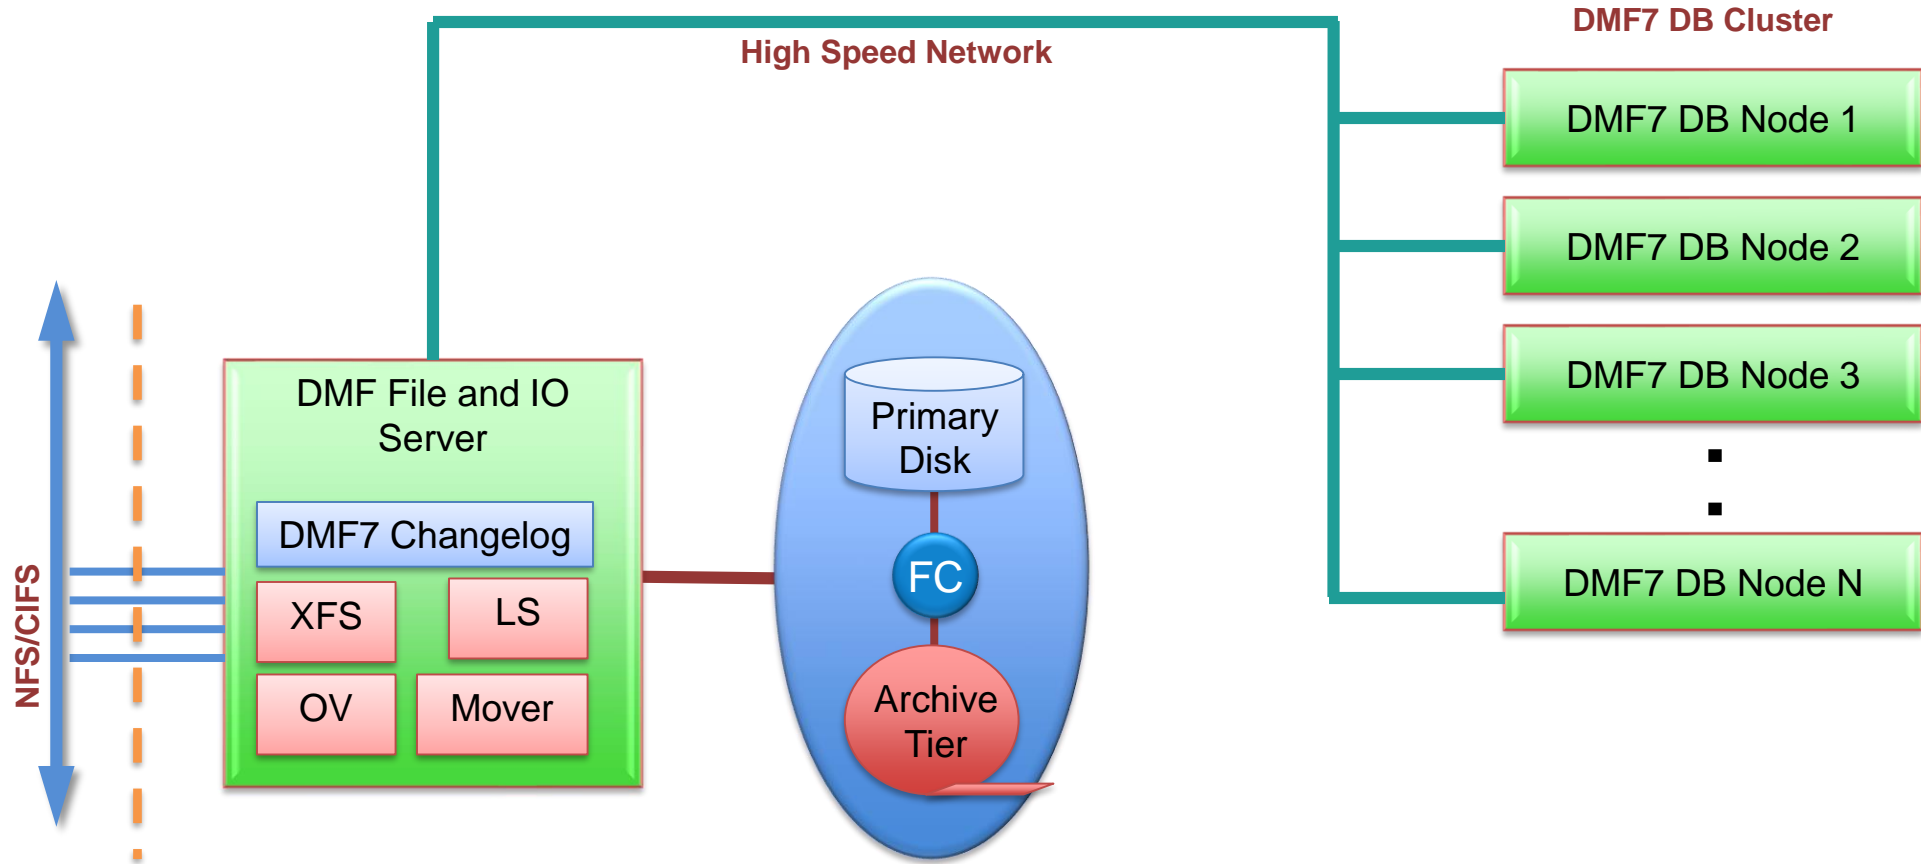 DMF7 DB Cluster
High Speed Network
DMF7 DB Node 1
DMF7 DB Node 2
DMF7 DB Node 3
DMF7 DB Node N
NFS/CIFS
DMF File and IO
Server
DMF7 Changelog
XFS
LS
OV
Mover
Primary
Disk
FC
Archive
Tier